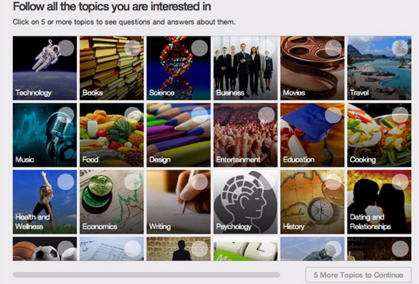 Follow all the topics you are interested in
Click on 5 or more topics to see questions and answers about them.
Technology
Books
Science
Business
Movies
Travel
Music
Food
Design
Entertainment
Education
Cooking
Health and
Wellness
Economics
Writing
Psychology
History
Dating and
Relationships
5 More Topics to Continue